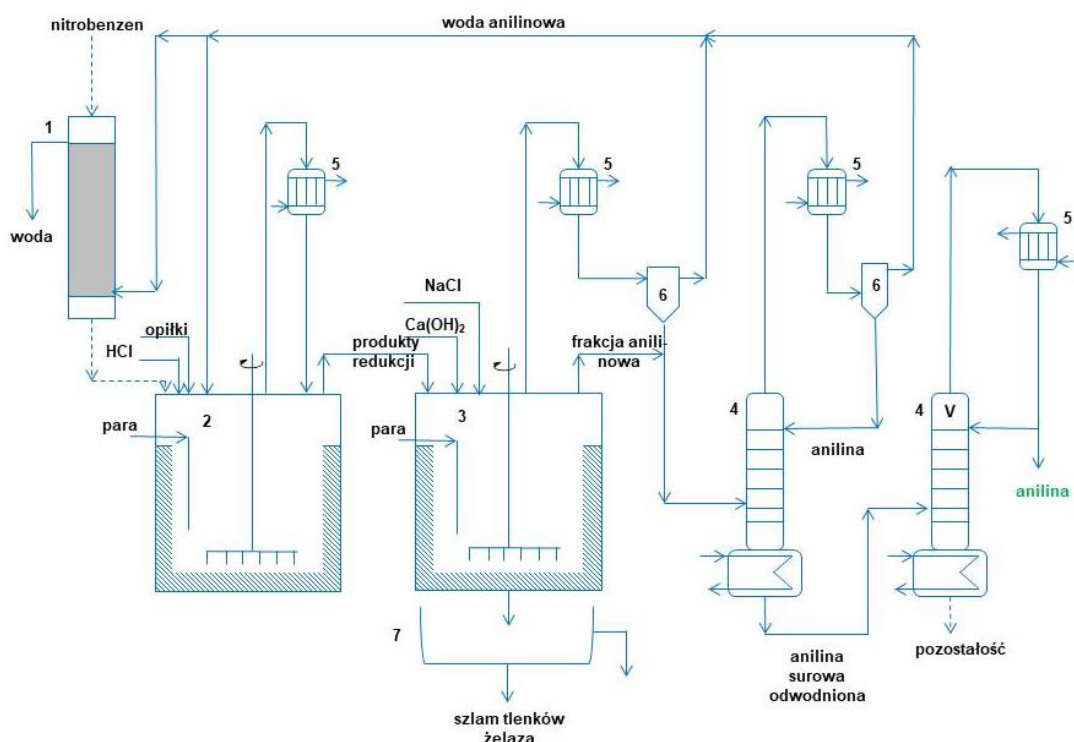 woda anilinowa
nitrobenzen
1
5
5
5
5
woda
NaCl
6
6
opiłki
Ca(OH)₂
HCl
produkty
redukcji
frakcja anili-
nowa
2
3
4
4
V
para
para
anilina
anilina
7
anilina
surowa
odwodniona
pozostałość
szlam tlenków
żelaza